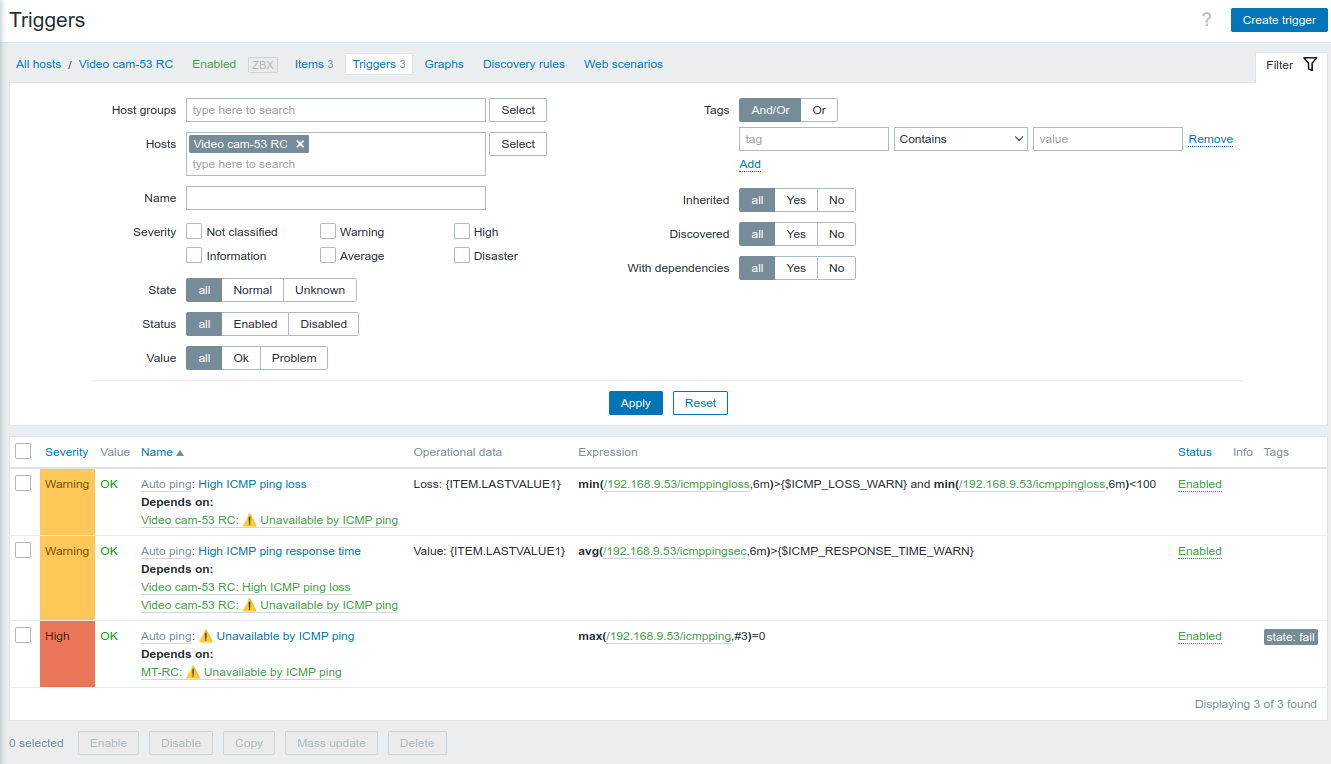 Triggers
?
Create trigger
All hosts / Video cam-53 RC Enabled ZBX Items 3 Triggers 3 Graphs Discovery rules Web scenarios
Filter
Host groups type here to search Select
Hosts Video cam-53 RC ✕ Select
type here to search
Name
Severity Not classified Warning High
Information Average Disaster
State all Normal Unknown
Status all Enabled Disabled
Value all Ok Problem
Tags And/Or Or
tag Contains value Remove
Add
Inherited all Yes No
Discovered all Yes No
With dependencies all Yes No
Apply Reset
Severity Value Name ▲ Operational data Expression Status Info Tags
Warning OK Auto ping: High ICMP ping loss Loss: {ITEM.LASTVALUE1} min(/192.168.9.53/icmppingloss,6m)>{$ICMP_LOSS_WARN} and min(/192.168.9.53/icmppingloss,6m)<100 Enabled
Depends on:
Video cam-53 RC: ⚠️ Unavailable by ICMP ping
Warning OK Auto ping: High ICMP ping response time Value: {ITEM.LASTVALUE1} avg(/192.168.9.53/icmppingsec,6m)>{$ICMP_RESPONSE_TIME_WARN} Enabled
Depends on:
Video cam-53 RC: High ICMP ping loss
Video cam-53 RC: ⚠️ Unavailable by ICMP ping
High OK Auto ping: ⚠️ Unavailable by ICMP ping max(/192.168.9.53/icmpping,#3)=0 Enabled state: fail
Depends on:
MT-RC: ⚠️ Unavailable by ICMP ping
Displaying 3 of 3 found
0 selected Enable Disable Copy Mass update Delete